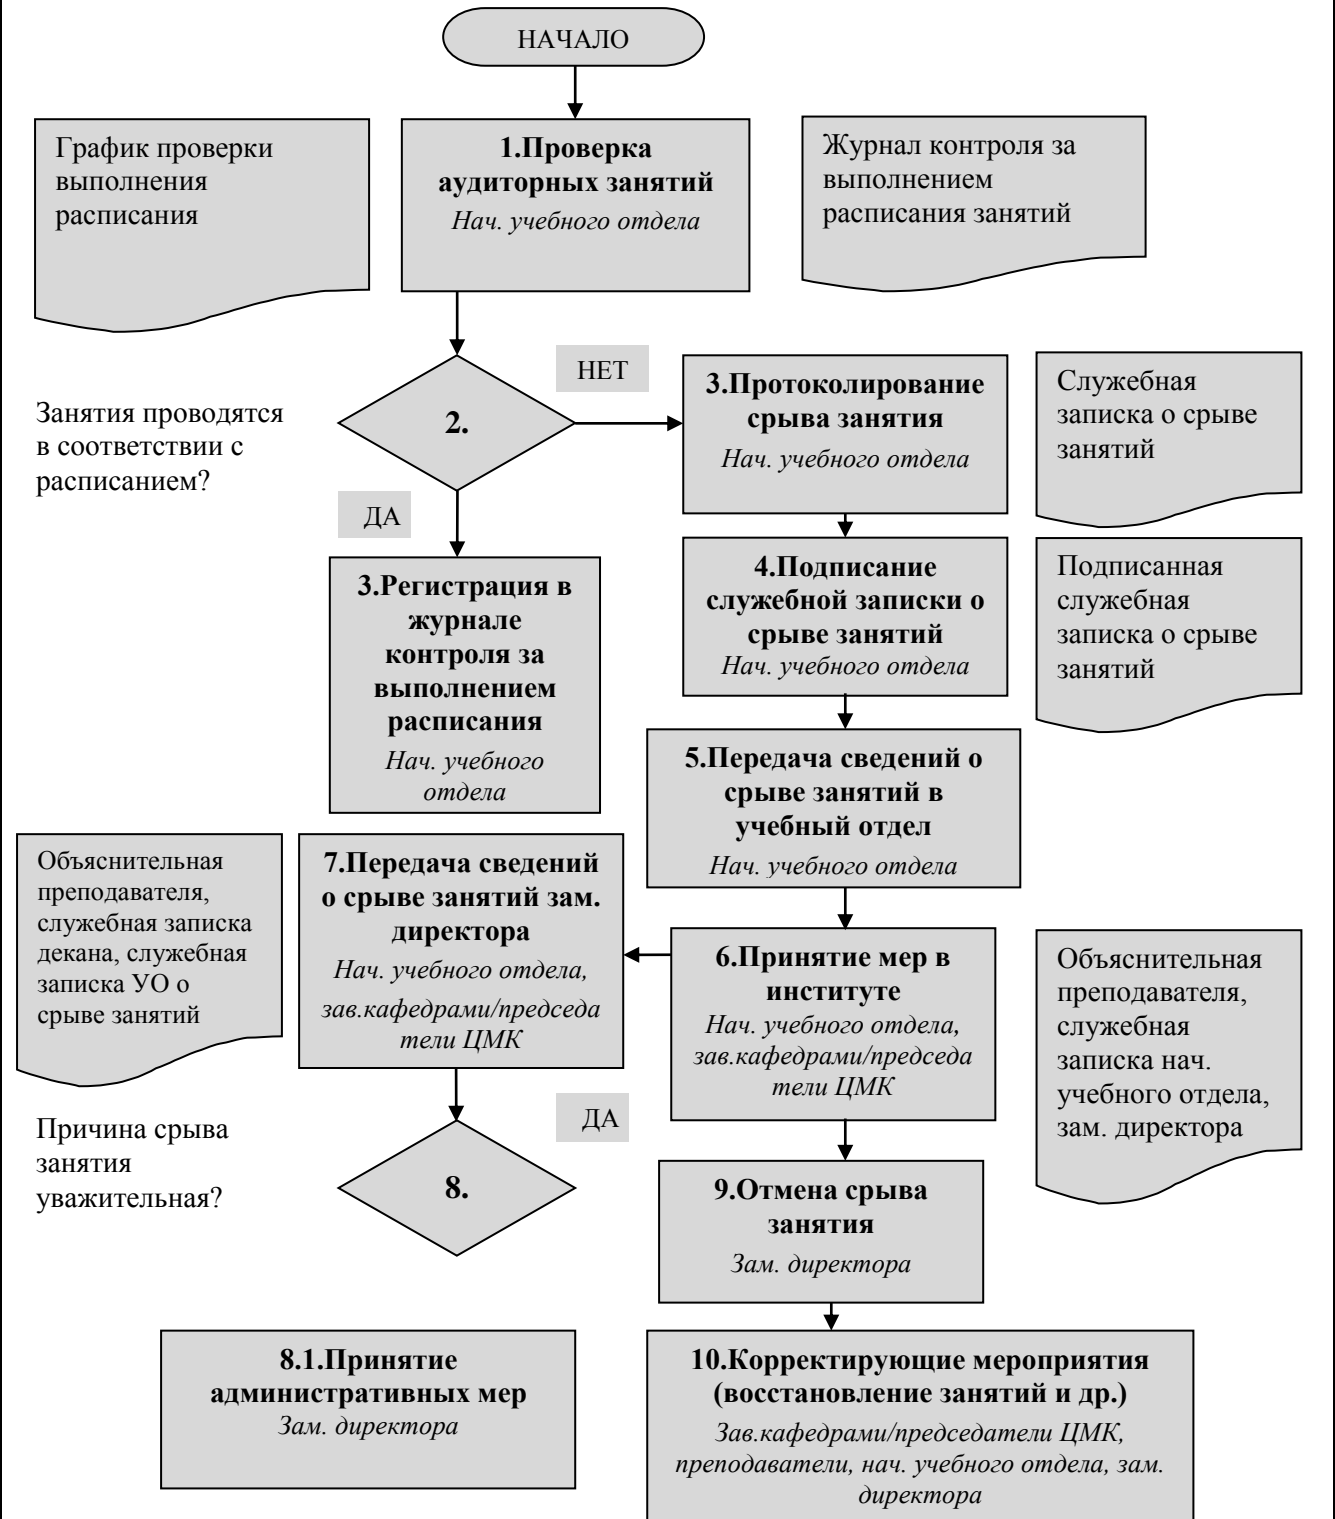 НАЧАЛО
График проверки
выполнения
расписания
1.Проверка
аудиторных занятий
Нач. учебного отдела
Журнал контроля за
выполнением
расписания занятий
Занятия проводятся
в соответствии с
расписанием?
2.
НЕТ
ДА
3.Протоколирование
срыва занятия
Нач. учебного отдела
Служебная
записка о срыве
занятий
3.Регистрация в
журнале
контроля за
выполнением
расписания
Нач. учебного
отдела
4.Подписание
служебной записки о
срыве занятий
Нач. учебного отдела
Подписанная
служебная
записка о срыве
занятий
5.Передача сведений о
срыве занятий в
учебный отдел
Нач. учебного отдела
Объяснительная
преподавателя,
служебная записка
декана, служебная
записка УО о
срыве занятий
7.Передача сведений
о срыве занятий зам.
директора
Нач. учебного отдела,
зав.кафедрами/председа
тели ЦМК
6.Принятие мер в
институте
Нач. учебного отдела,
зав.кафедрами/председа
тели ЦМК
Объяснительная
преподавателя,
служебная
записка нач.
учебного отдела,
зам. директора
Причина срыва
занятия
уважительная?
8.
ДА
9.Отмена срыва
занятия
Зам. директора
8.1.Принятие
административных мер
Зам. директора
10.Корректирующие мероприятия
(восстановление занятий и др.)
Зав.кафедрами/председатели ЦМК,
преподаватели, нач. учебного отдела, зам.
директора